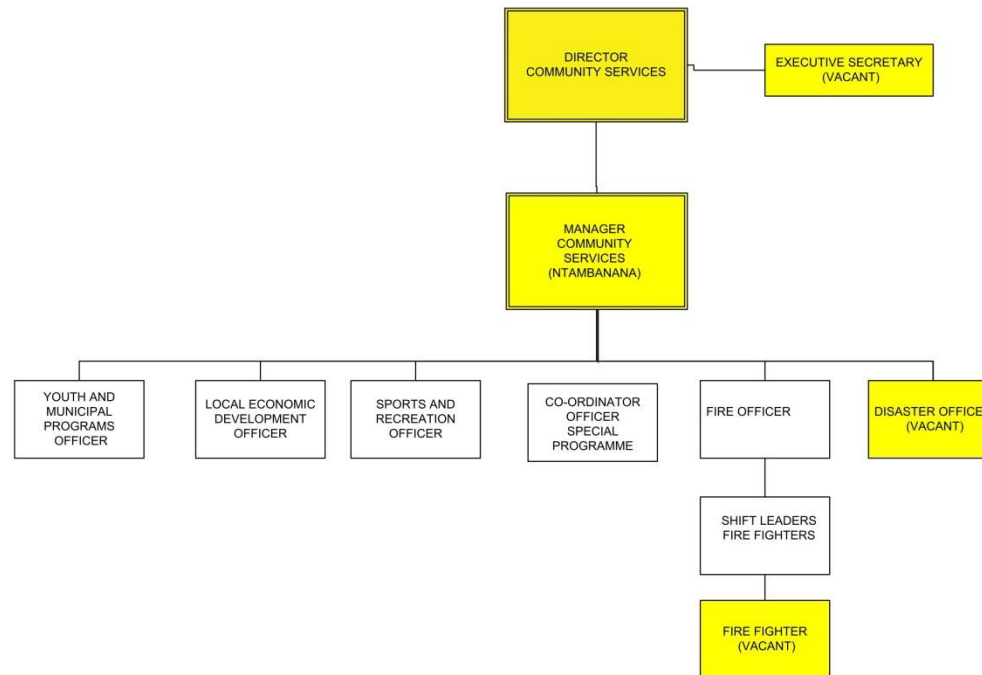 DIRECTOR
COMMUNITY SERVICES
EXECUTIVE SECRETARY
(VACANT)
MANAGER
COMMUNITY
SERVICES
(NTAMBANANA)
YOUTH AND
MUNICIPAL
PROGRAMS
OFFICER
LOCAL ECONOMIC
DEVELOPMENT
OFFICER
SPORTS AND
RECREATION
OFFICER
CO-ORDINATOR
OFFICER
SPECIAL
PROGRAMME
FIRE OFFICER
DISASTER OFFICE
(VACANT)
SHIFT LEADERS
FIRE FIGHTERS
FIRE FIGHTER
(VACANT)